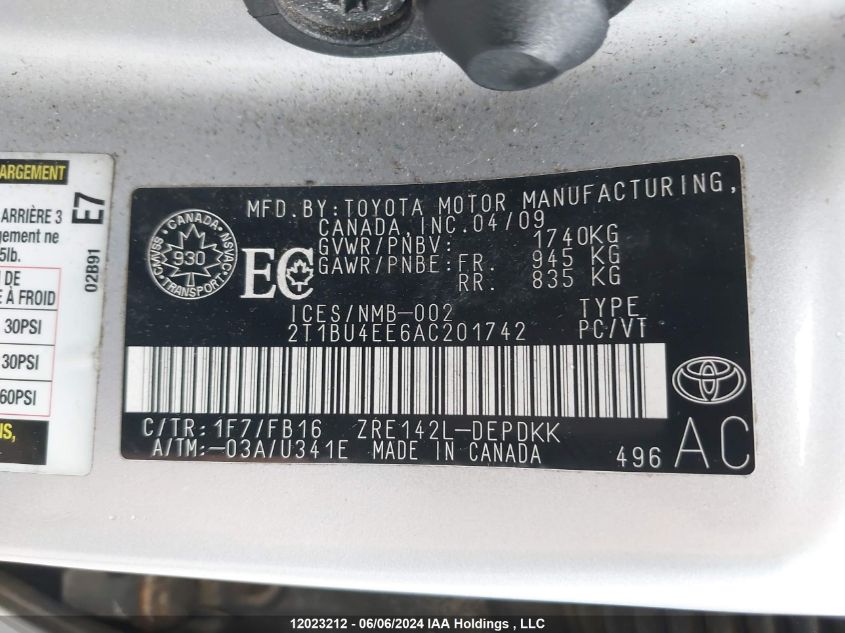 ARGEMENT
ARRIÈRE 3
gement ne
5lb.
DE
E À FROID
30PSI
30PSI
60PSI
NS,
E7
02B91
CANADA
930
TRANSPORT
CMVSS
NSVAC
EC
MFD.BY:TOYOTA MOTOR MANUFACTURING,
CANADA,INC.04/09
GVWR/PNBV: 1740KG
GAWR/PNBE:FR. 945 KG
RR. 835 KG
ICES/NMB-002 TYPE
2T1BU4EE6AC201742 PC/VT
C/TR:1F7/FB16 ZRE142L-DEPDKK
A/TM:-03A/U341E MADE IN CANADA
496 AC
12023212 - 06/06/2024 IAA Holdings , LLC